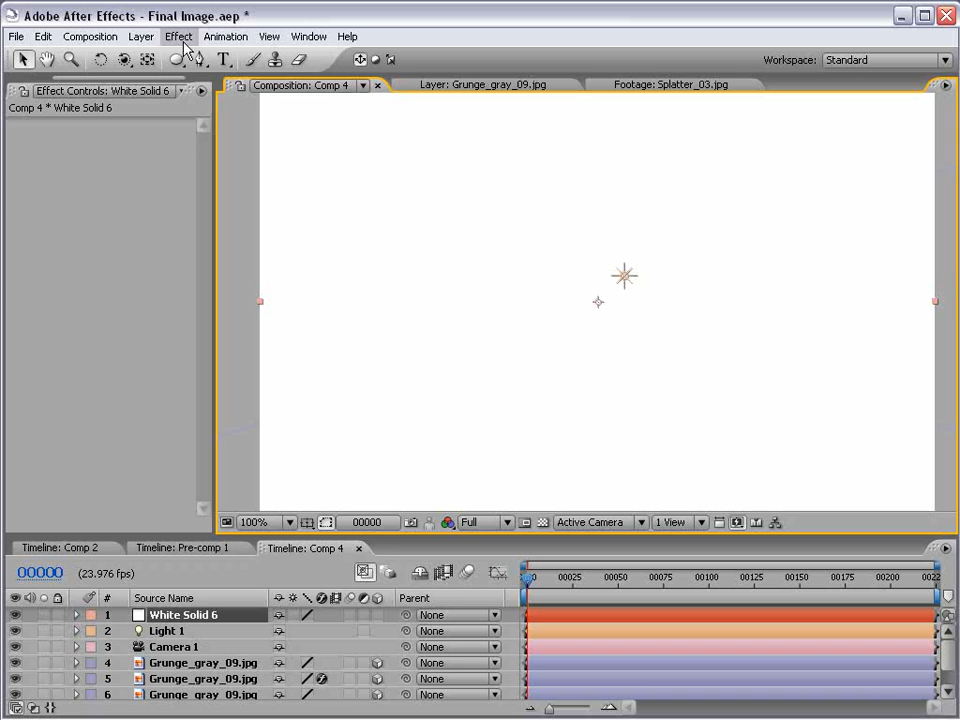 Adobe After Effects - Final Image.aep *
File Edit Composition Layer Effect Animation View Window Help
Workspace: Standard
Effect Controls: White Solid 6
Composition: Comp 4
Layer: Grunge_gray_09.jpg
Footage: Splatter_03.jpg
Comp 4 * White Solid 6
100% 00000 Full Active Camera 1 View
Timeline: Comp 2 Timeline: Pre-comp 1 Timeline: Comp 4
00000 (23.976 fps)
00025 00050 00075 00100 00125 00150 00175 00200 0022
# Source Name Parent
1 White Solid 6 None
2 Light 1 None
3 Camera 1 None
4 Grunge_gray_09.jpg None
5 Grunge_gray_09.jpg None
6 Grunge_gray_09.jpg None